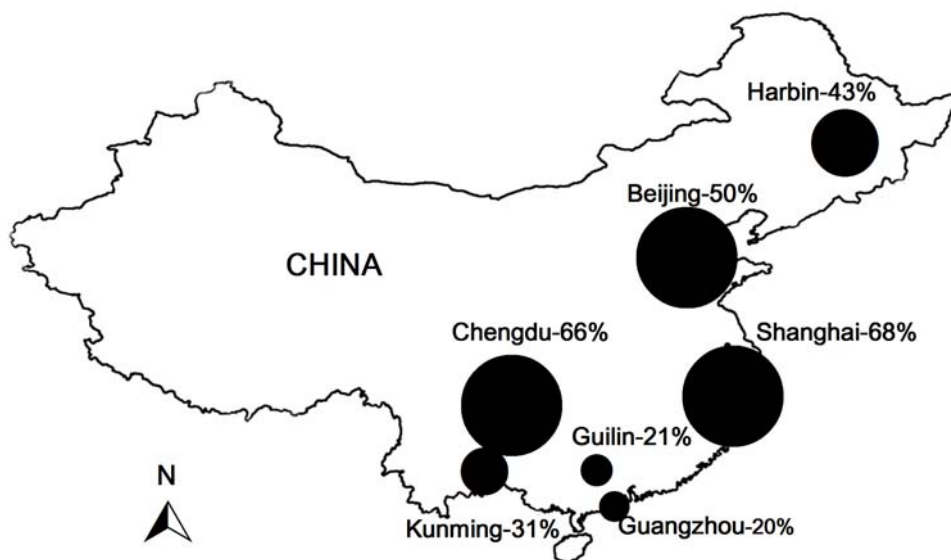 Harbin-43%
Beijing-50%
CHINA
Chengdu-66%
Shanghai-68%
Guilin-21%
N
Kunming-31%
Guangzhou-20%